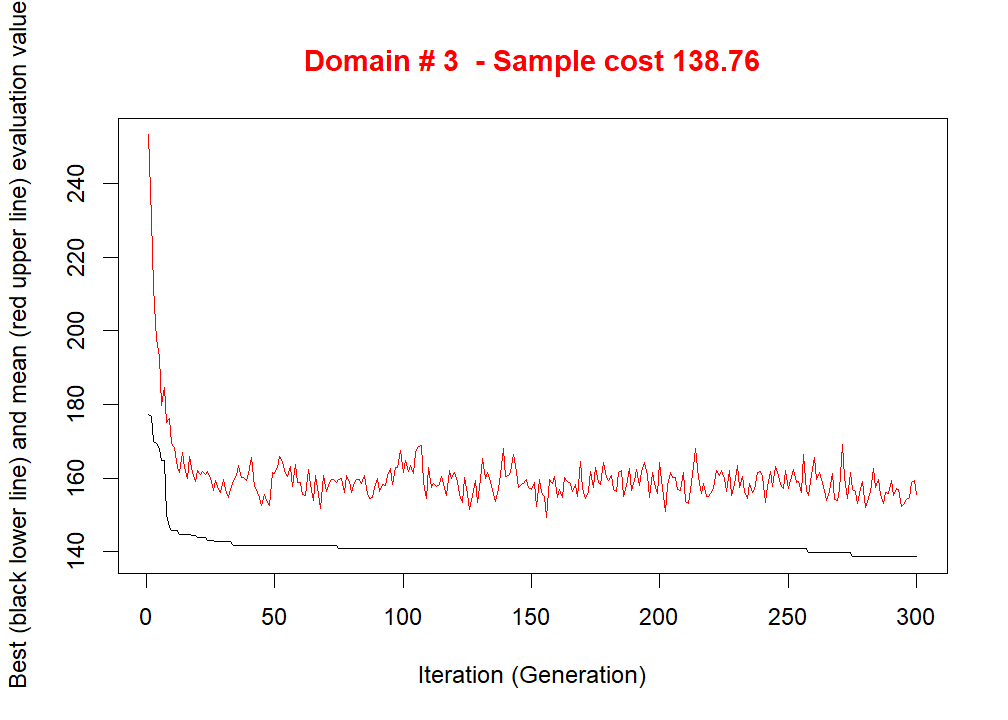 Domain # 3  - Sample cost 138.76
Best (black lower line) and mean (red upper line) evaluation value
240
220
200
180
160
140
0 50 100 150 200 250 300
Iteration (Generation)